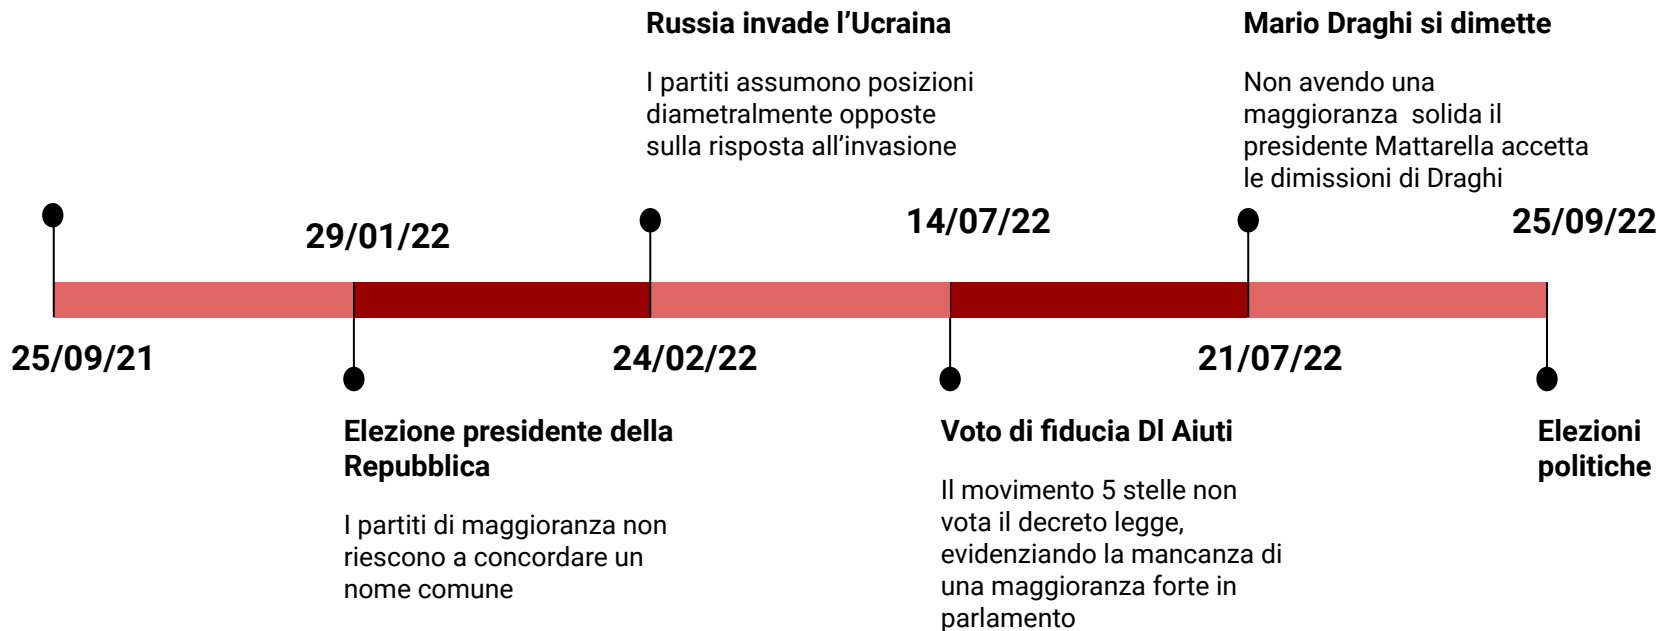 Russia invade l'Ucraina
I partiti assumono posizioni
diametralmente opposte
sulla risposta all'invasione
Mario Draghi si dimette
Non avendo una
maggioranza  solida il
presidente Mattarella accetta
le dimissioni di Draghi
29/01/22
14/07/22
25/09/22
25/09/21
24/02/22
21/07/22
Elezione presidente della
Repubblica
I partiti di maggioranza non
riescono a concordare un
nome comune
Voto di fiducia Dl Aiuti
Il movimento 5 stelle non
vota il decreto legge,
evidenziando la mancanza di
una maggioranza forte in
parlamento
Elezioni
politiche